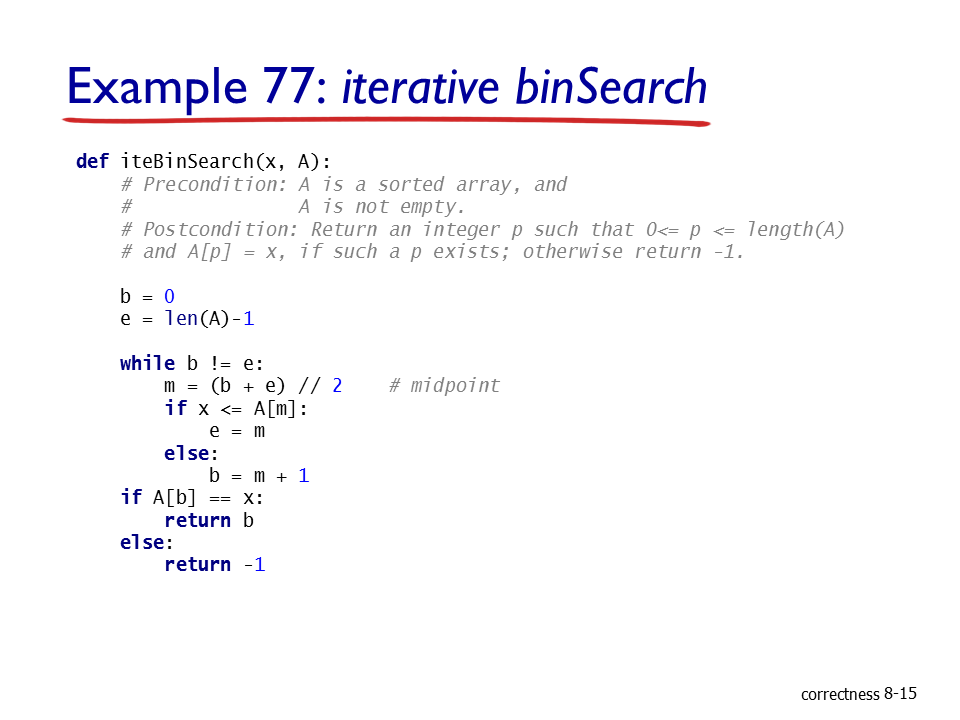 Example 77: iterative binSearch
def iteBinSearch(x, A):
    # Precondition: A is a sorted array, and
    #               A is not empty.
    # Postcondition: Return an integer p such that 0<= p <= length(A)
    # and A[p] = x, if such a p exists; otherwise return -1.
    b = 0
    e = len(A)-1
    while b != e:
        m = (b + e) // 2    # midpoint
        if x <= A[m]:
            e = m
        else:
            b = m + 1
    if A[b] == x:
        return b
    else:
        return -1
correctness 8-15